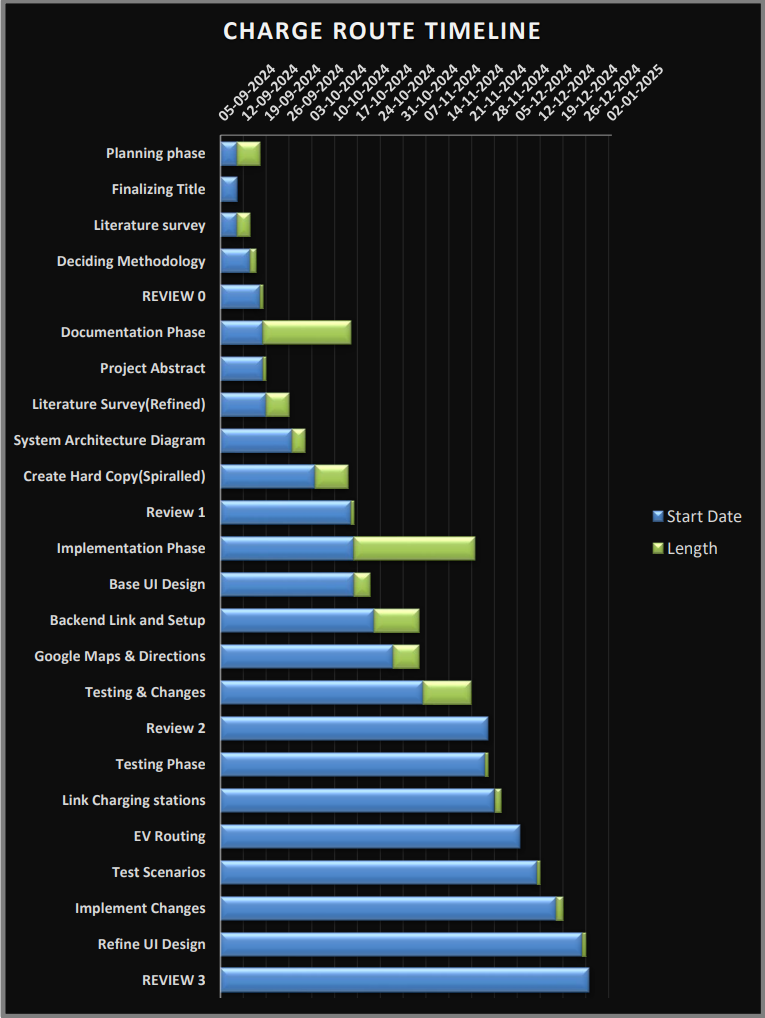 CHARGE ROUTE TIMELINE
05-09-2024
12-09-2024
19-09-2024
26-09-2024
03-10-2024
10-10-2024
17-10-2024
24-10-2024
31-10-2024
07-11-2024
14-11-2024
21-11-2024
28-11-2024
05-12-2024
12-12-2024
19-12-2024
26-12-2024
02-01-2025
Planning phase
Finalizing Title
Literature survey
Deciding Methodology
REVIEW 0
Documentation Phase
Project Abstract
Literature Survey(Refined)
System Architecture Diagram
Create Hard Copy(Spiralled)
Review 1
Implementation Phase
Base UI Design
Backend Link and Setup
Google Maps & Directions
Testing & Changes
Review 2
Testing Phase
Link Charging stations
EV Routing
Test Scenarios
Implement Changes
Refine UI Design
REVIEW 3
Start Date
Length